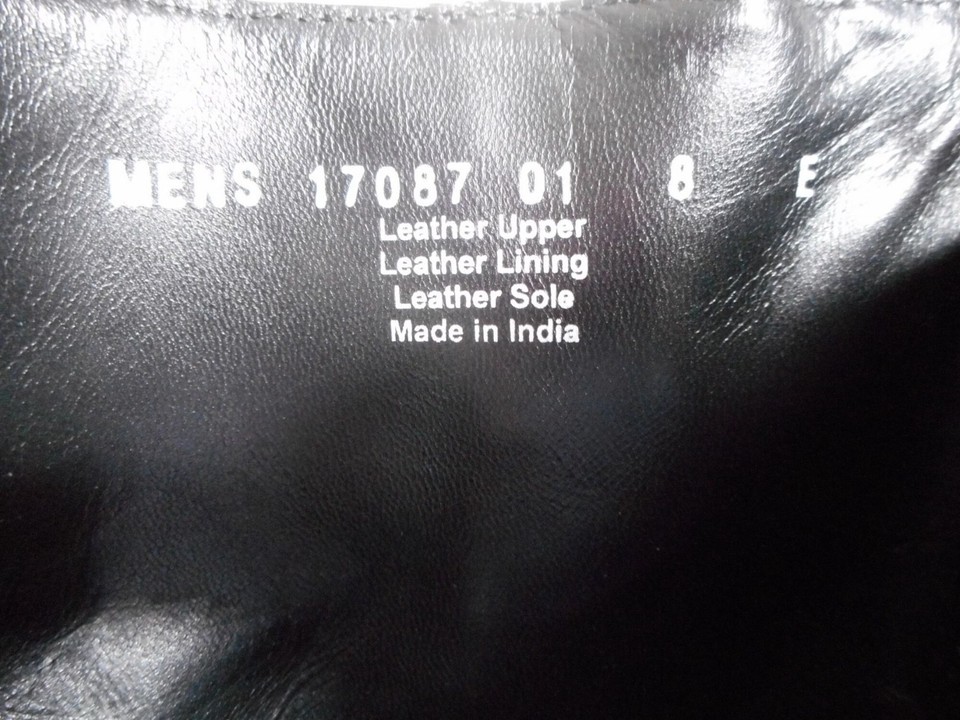 MENS 17087 01 8 E
Leather Upper
Leather Lining
Leather Sole
Made in India